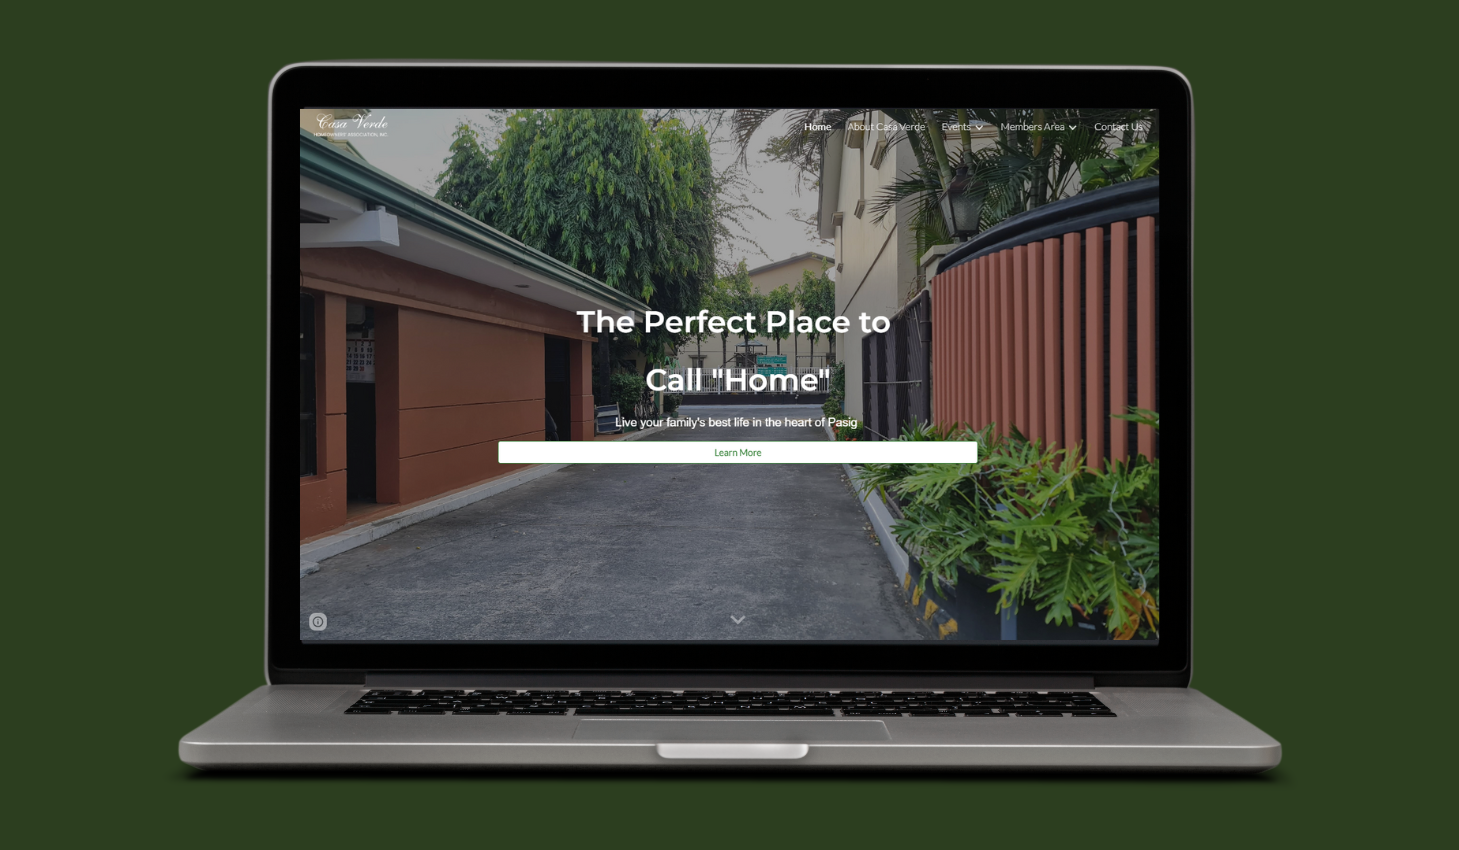 Casa Verde
HOMEOWNERS ASSOCIATION, INC.
Home About Casa Verde Events Members Area Contact Us
The Perfect Place to
Call "Home"
Live your family's best life in the heart of Pasig
Learn More